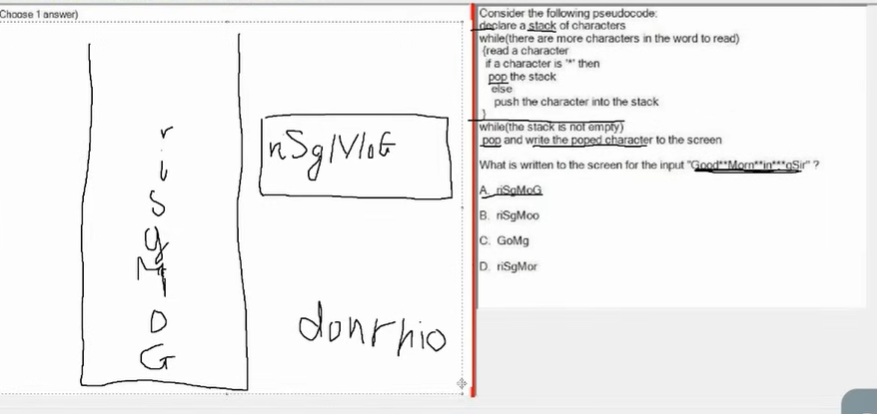 Choose 1 answer)
r
i
S
g
M
O
G
riSgMoG
donrnio
Consider the following pseudocode:
declare a stack of characters
while(there are more characters in the word to read)
{read a character
if a character is '*' then
pop the stack
else
push the character into the stack
}
while(the stack is not empty)
pop and write the poped character to the screen
What is written to the screen for the input "Good**Morn**in***gSir" ?
A. riSgMoG
B. riSgMoo
C. GoMg
D. riSgMor